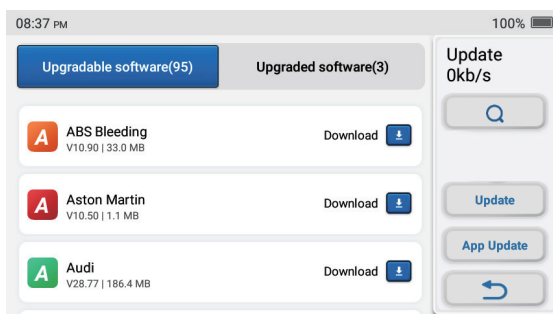 08:37 PM
100%
Upgradable software(95)
Upgraded software(3)
Update
0kb/s
A
ABS Bleeding
V10.90 | 33.0 MB
Download
A
Aston Martin
V10.50 | 1.1 MB
Download
Update
A
Audi
V28.77 | 186.4 MB
Download
App Update